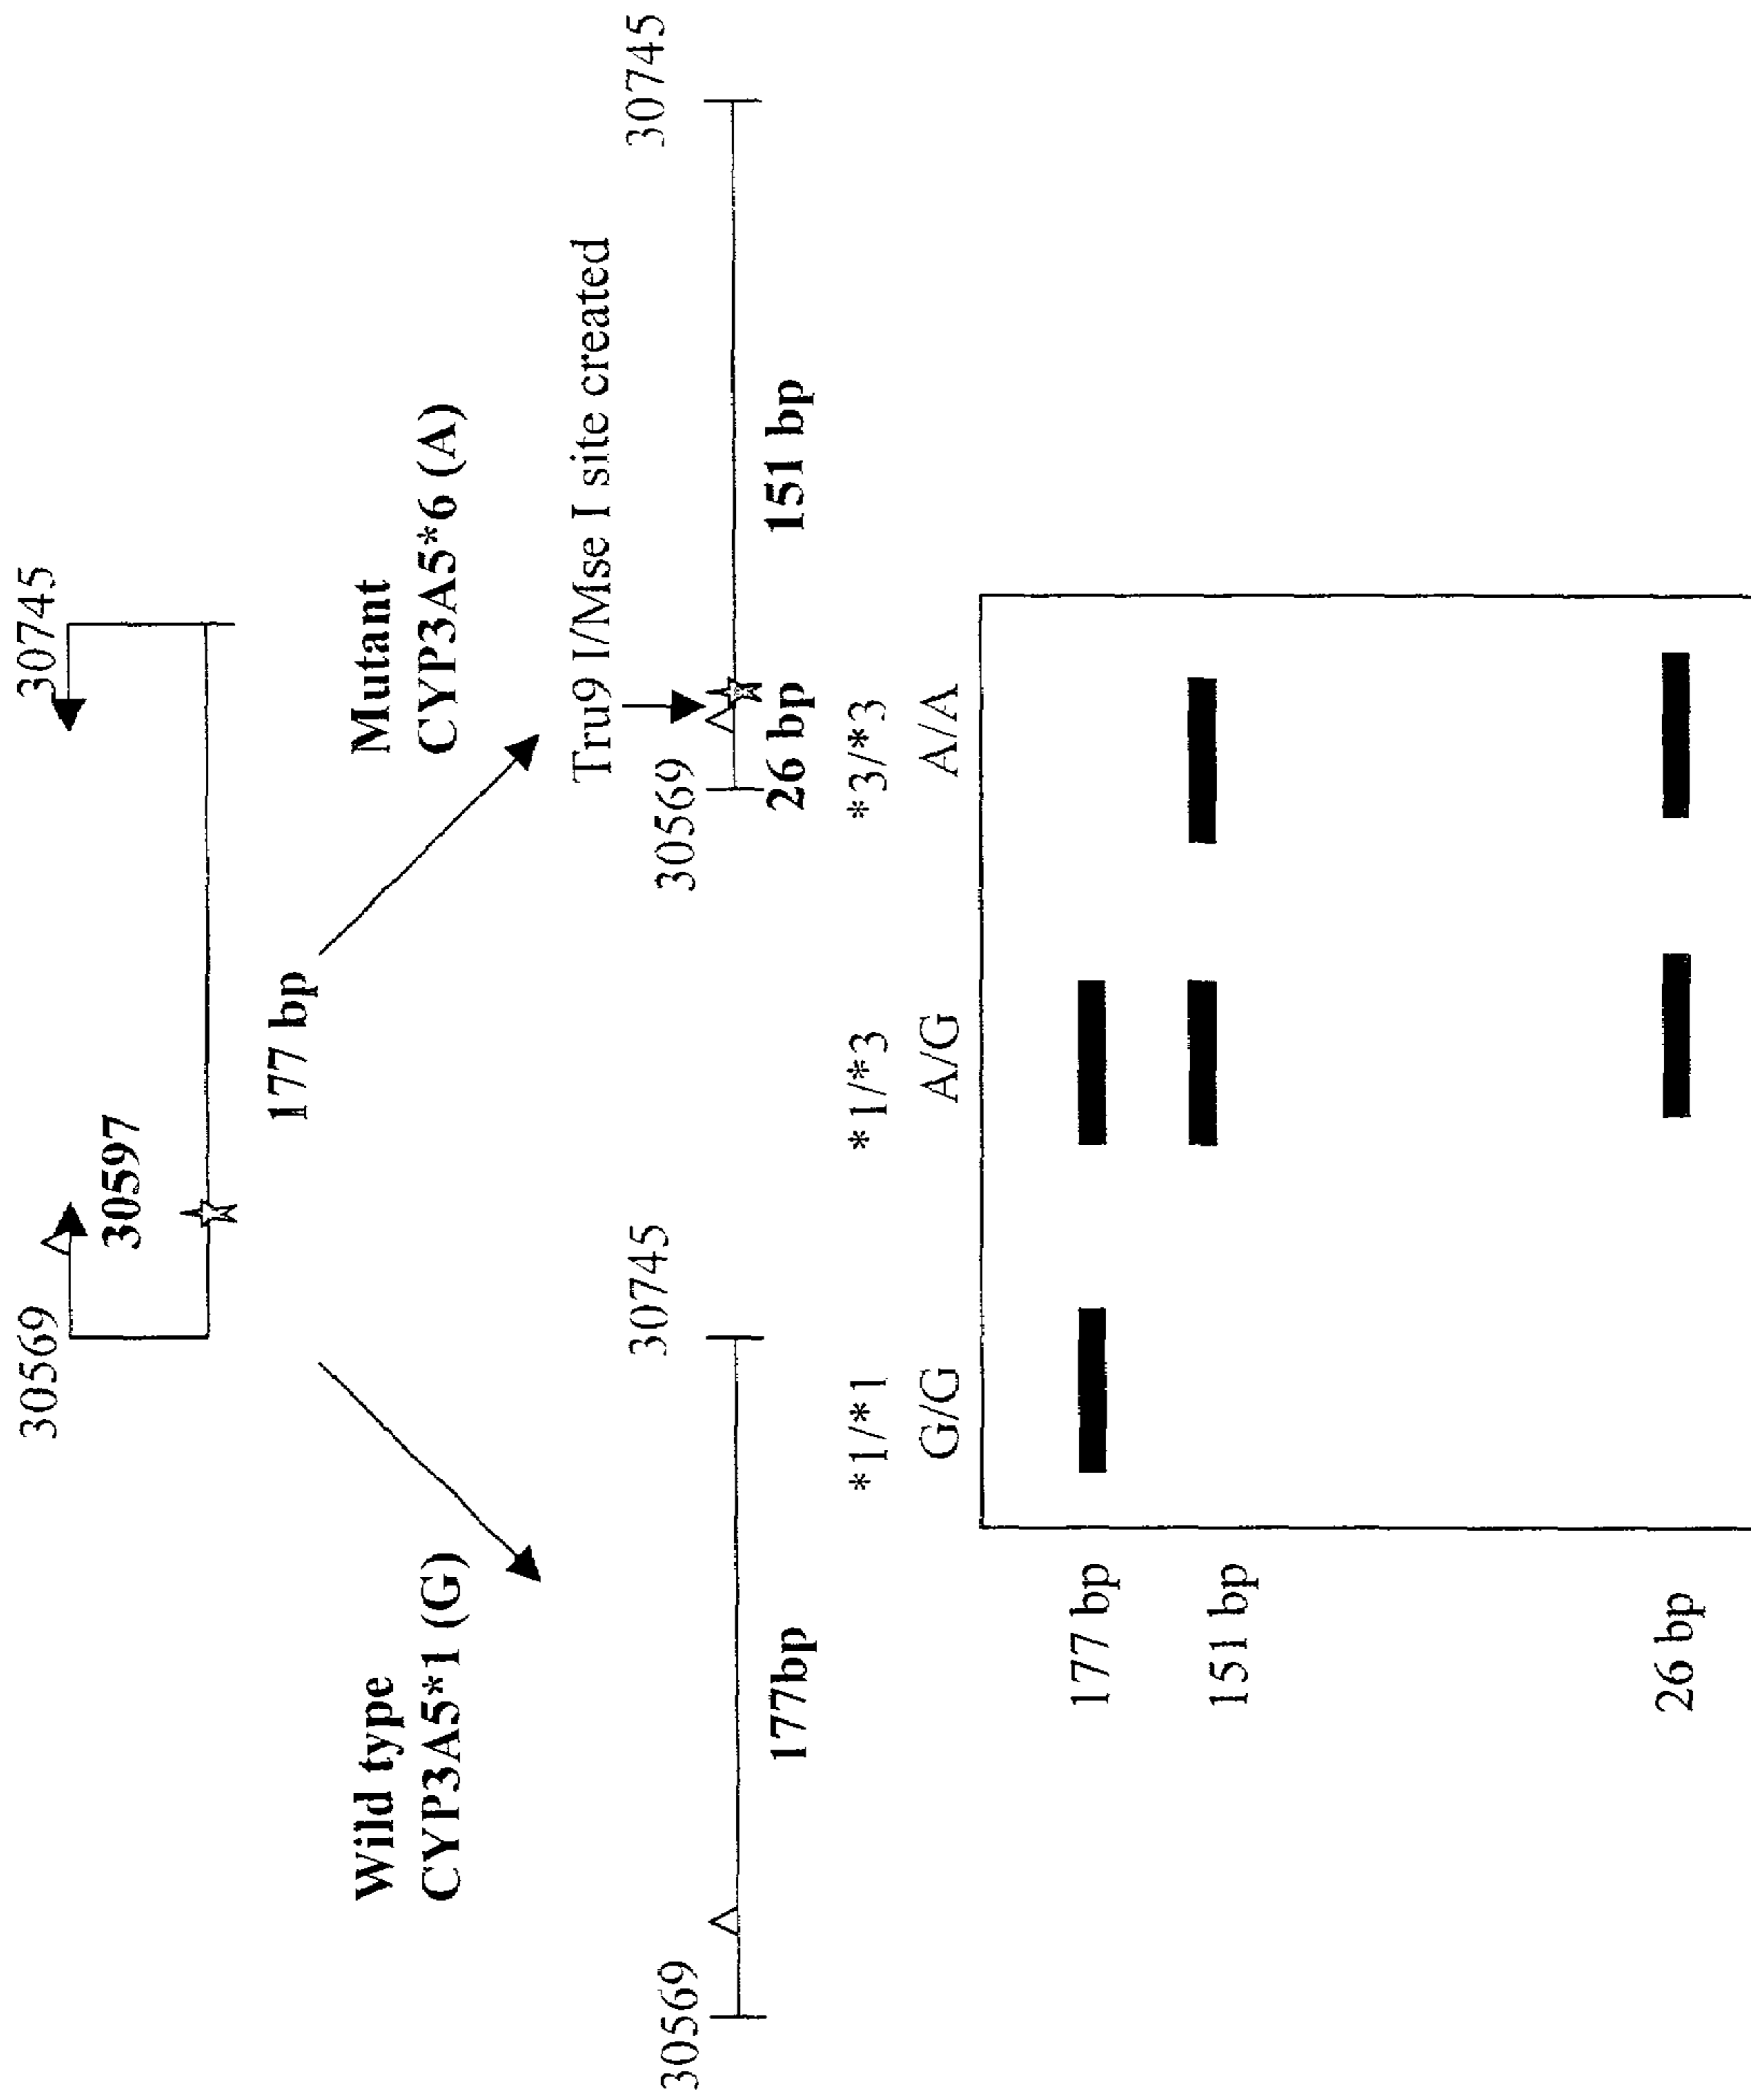 30569
30745
30597
177 bp
Wild type
CYP3A5*1 (G)
Mutant
CYP3A5*6 (A)
Tru9 I/Mse I site created
30569
30745
177bp
30569
30745
26 bp
151 bp
*1/*1
*1/*3
*3/*3
G/G
A/G
A/A
177 bp
151 bp
26 bp